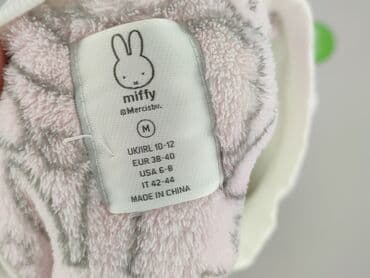 miffy
© Mercis bv.
M
UK/IRL 10-12
EUR 38-40
USA 6-8
IT 42-44
MADE IN CHINA